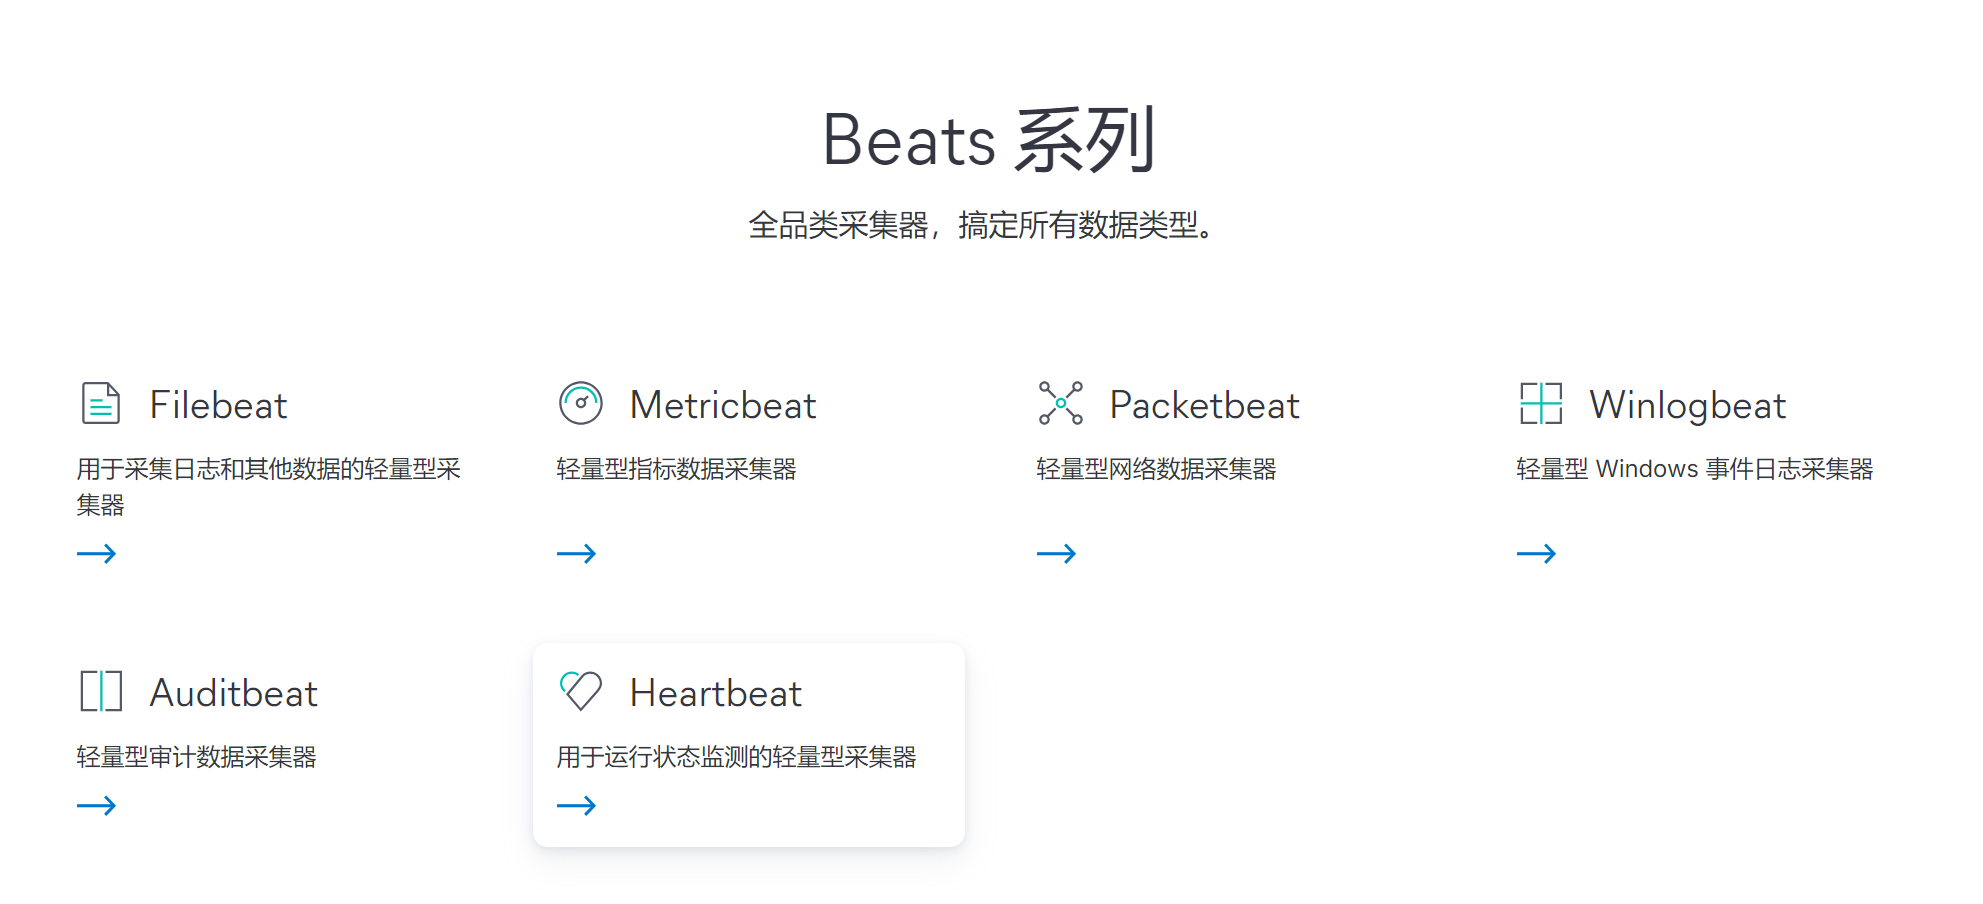 Beats 系列
全品类采集器，搞定所有数据类型。
Filebeat
用于采集日志和其他数据的轻量型采
集器
Metricbeat
轻量型指标数据采集器
Packetbeat
轻量型网络数据采集器
Winlogbeat
轻量型 Windows 事件日志采集器
Auditbeat
轻量型审计数据采集器
Heartbeat
用于运行状态监测的轻量型采集器